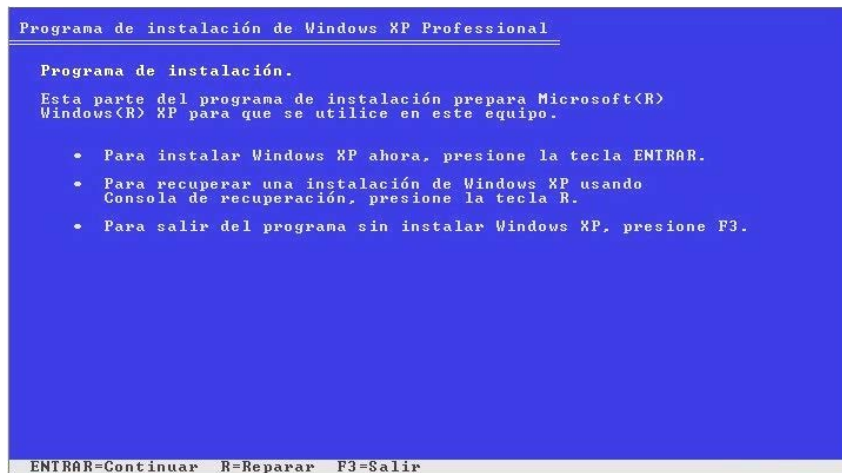 Programa de instalación de Windows XP Professional
Programa de instalación.
Esta parte del programa de instalación prepara Microsoft(R)
Windows(R) XP para que se utilice en este equipo.
• Para instalar Windows XP ahora, presione la tecla ENTRAR.
• Para recuperar una instalación de Windows XP usando
Consola de recuperación, presione la tecla R.
• Para salir del programa sin instalar Windows XP, presione F3.
ENTRAR=Continuar R=Reparar F3=Salir